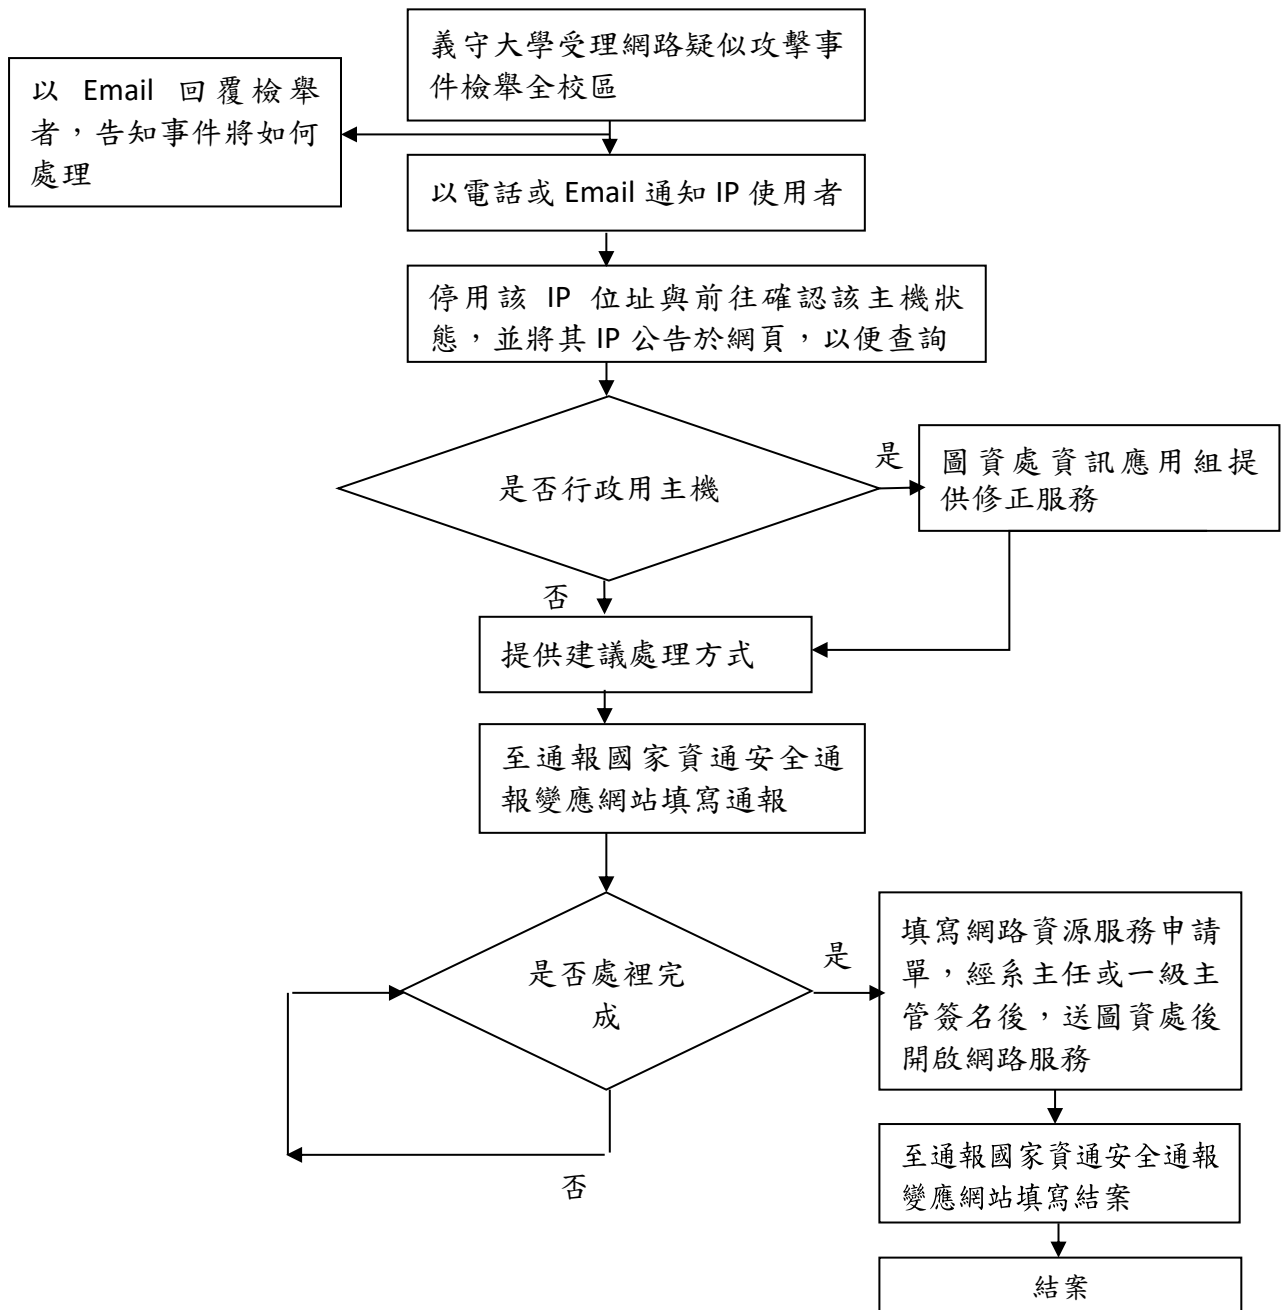 義守大學受理網路疑似攻擊事
件檢舉全校區
以 Email 回覆檢舉
者，告知事件將如何
處理
以電話或 Email 通知 IP 使用者
停用該 IP 位址與前往確認該主機狀
態，並將其 IP 公告於網頁，以便查詢
是否行政用主機
是
圖資處資訊應用組提
供修正服務
否
提供建議處理方式
至通報國家資通安全通
報變應網站填寫通報
是否處裡完
成
是
填寫網路資源服務申請
單，經系主任或一級主
管簽名後，送圖資處後
開啟網路服務
否
至通報國家資通安全通報
變應網站填寫結案
結案